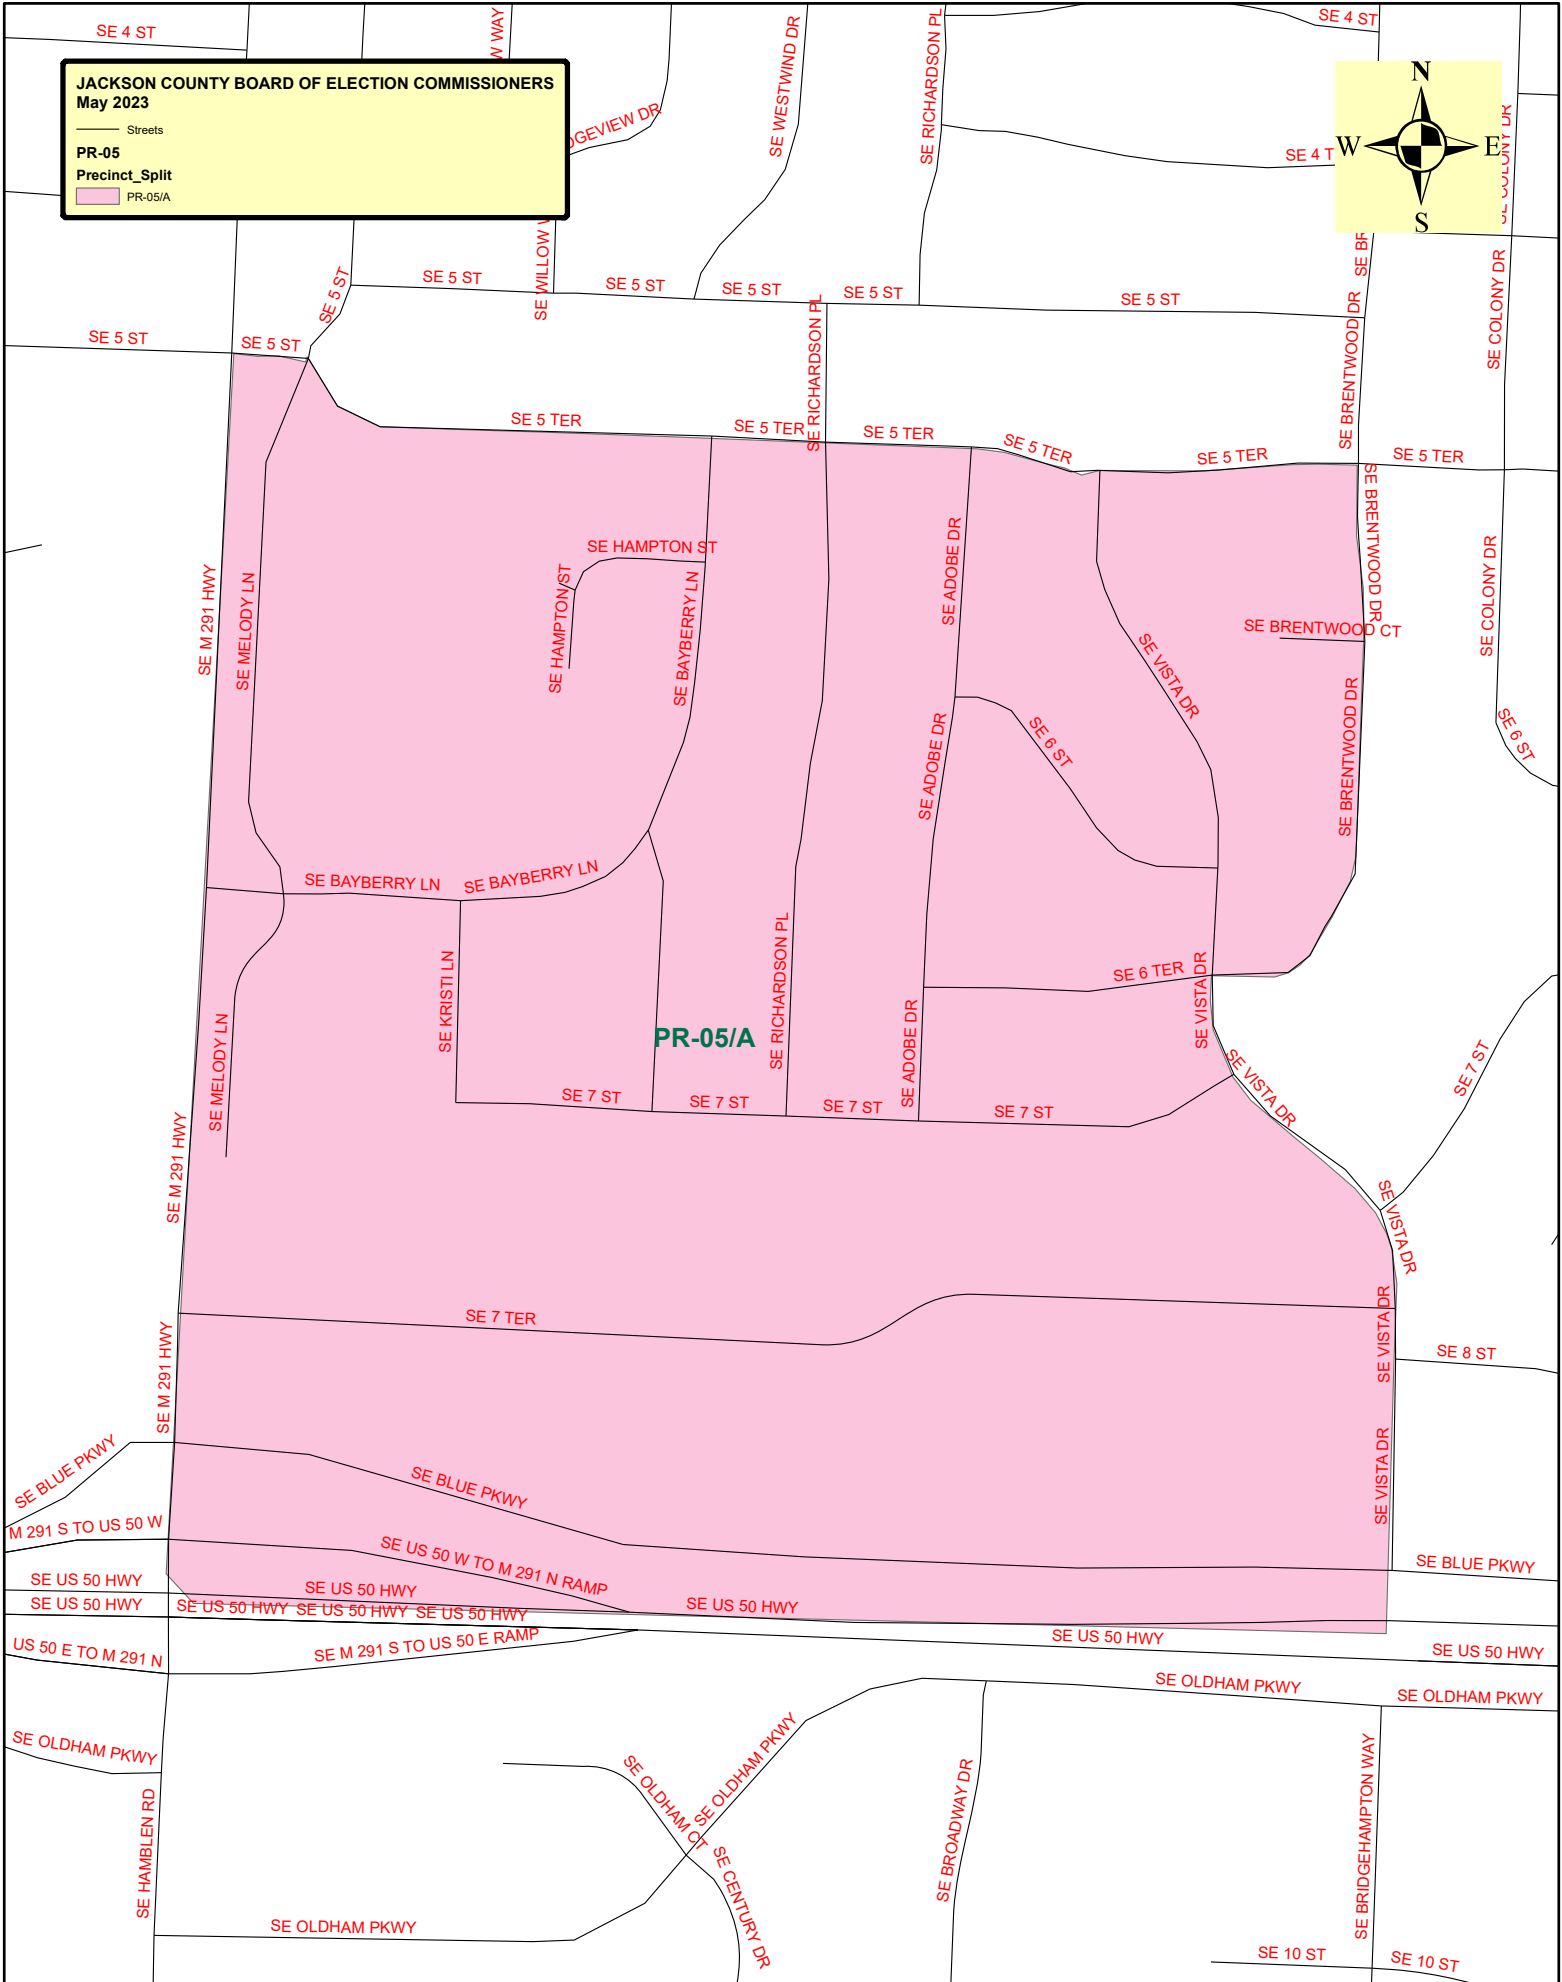 SE 4 ST
W WAY
SE WESTWIND DR
SE RICHARDSON PL
SE 4 ST
JACKSON COUNTY BOARD OF ELECTION COMMISSIONERS
May 2023
Streets
PR-05
Precinct_Split
PR-05/A
DGEVIEW DR
SE 4 T
N
W
E
S
SE COLONY DR
SE WILLOW W
SE BR
SE 5 ST
SE 5 ST
SE 5 ST
SE 5 ST
SE 5 ST
SE 5 ST
SE 5 ST
SE 5 ST
SE RICHARDSON PL
SE BRENTWOOD DR
SE COLONY DR
SE 5 TER
SE 5 TER
SE 5 TER
SE 5 TER
SE 5 TER
SE 5 TER
SE BRENTWOOD DR
SE HAMPTON ST
SE HAMPTON ST
SE M 291 HWY
SE MELODY LN
SE BAYBERRY LN
SE ADOBE DR
SE VISTA DR
SE BRENTWOOD CT
SE COLONY DR
SE BRENTWOOD DR
SE ADOBE DR
SE 6 ST
SE 6 ST
SE BAYBERRY LN
SE BAYBERRY LN
SE KRISTI LN
SE RICHARDSON PL
SE 6 TER
SE VISTA DR
SE MELODY LN
PR-05/A
SE ADOBE DR
SE VISTA DR
SE 7 ST
SE 7 ST
SE 7 ST
SE 7 ST
SE 7 ST
SE M 291 HWY
SE VISTA DR
SE 7 TER
SE VISTA DR
SE 8 ST
SE M 291 HWY
SE BLUE PKWY
SE BLUE PKWY
SE VISTA DR
M 291 S TO US 50 W
SE US 50 W TO M 291 N RAMP
SE BLUE PKWY
SE US 50 HWY
SE US 50 HWY
SE US 50 HWY
SE US 50 HWY
SE US 50 HWY
SE US 50 HWY
SE US 50 HWY
SE US 50 HWY
SE US 50 HWY
US 50 E TO M 291 N
SE M 291 S TO US 50 E RAMP
SE OLDHAM PKWY
SE OLDHAM PKWY
SE OLDHAM PKWY
SE OLDHAM PKWY
SE OLDHAM CT
SE HAMBLEN RD
SE CENTURY DR
SE BROADWAY DR
SE BRIDGEHAMPTON WAY
SE OLDHAM PKWY
SE 10 ST
SE 10 ST